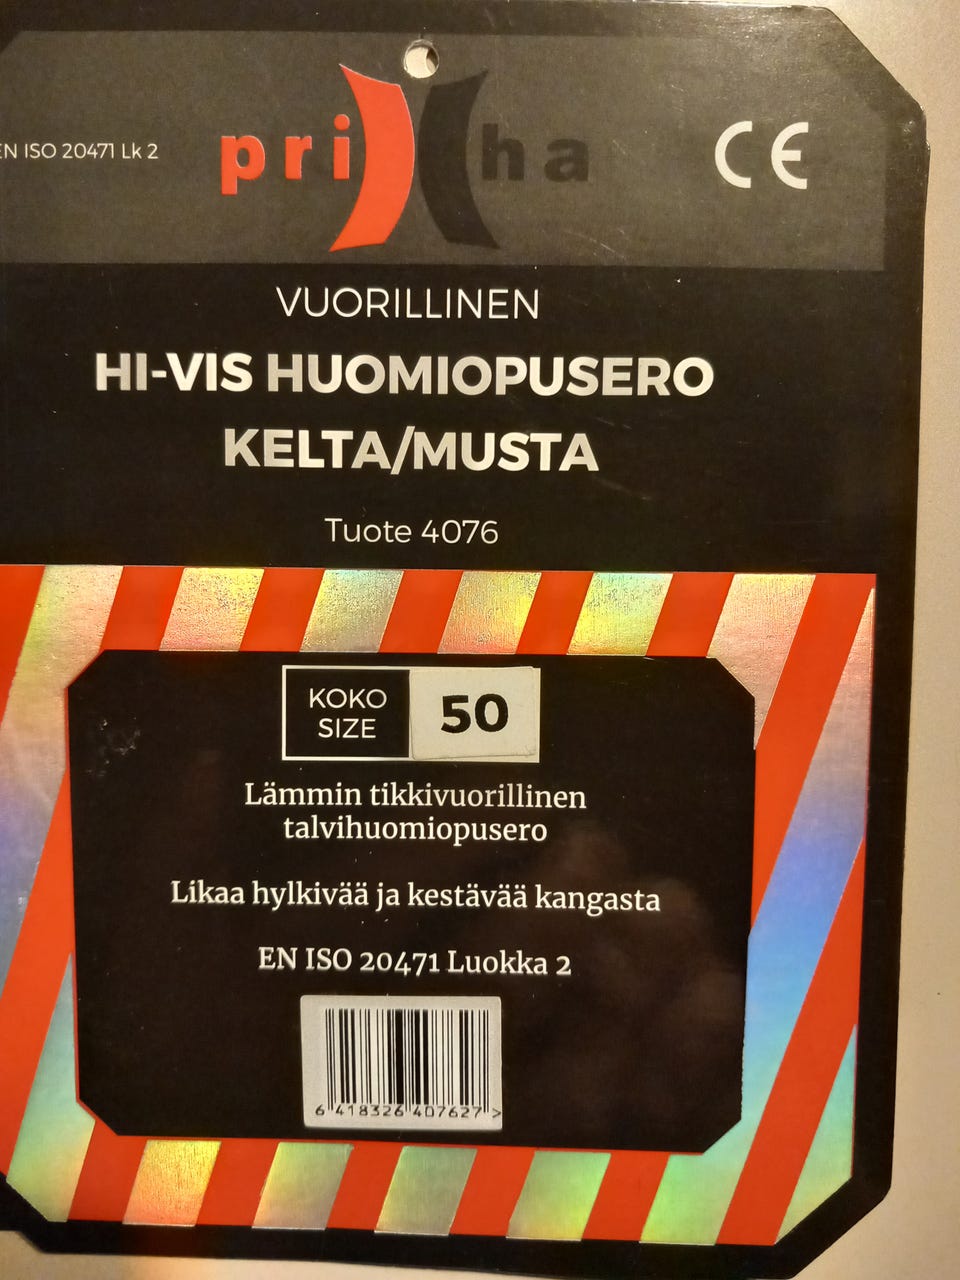 EN ISO 20471 Lk 2
pri ha
CE
VUORILLINEN
HI-VIS HUOMIOPUSERO
KELTA/MUSTA
Tuote 4076
KOKO
SIZE
50
Lämmin tikkivuorillinen
talvihuomiopusero
Likaa hylkivää ja kestävää kangasta
EN ISO 20471 Luokka 2
6 418326 407627 >